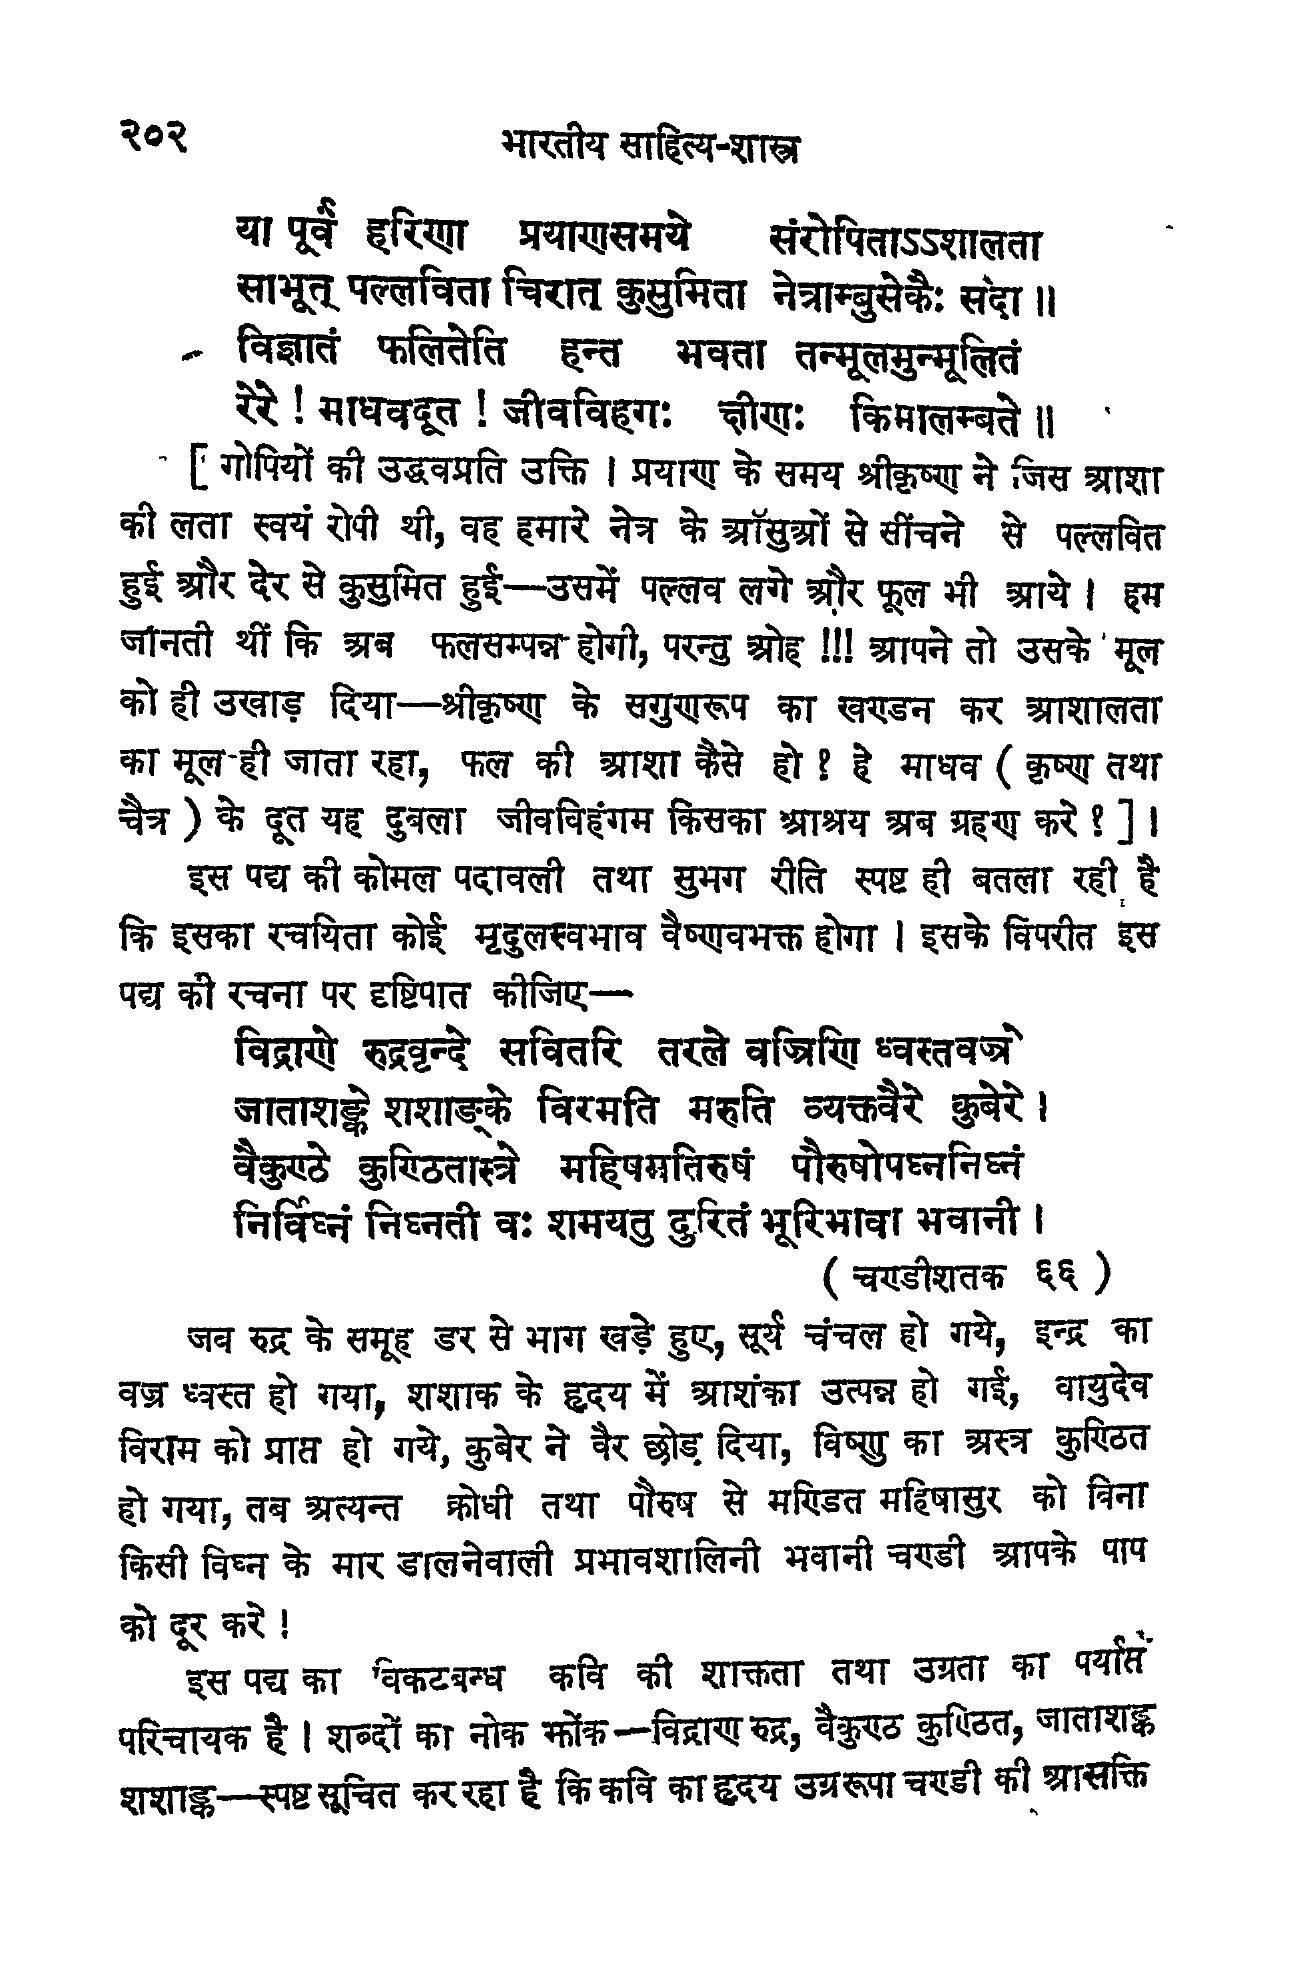 २०२
भारतीय साहित्य-शास्त्र
या पूर्वं हरिणा प्रयाणसमये संरोपिताऽऽशालता
साभूत् पल्लविता चिरात् कुसुमिता नेत्राम्बुसेकैः सदा ॥
विज्ञातं फलितेति हन्त भवता तन्मूलमुन्मूलितं
रेरे ! माधवदूत ! जीवविहगः क्षीणः किमालम्बते ॥
[ गोपियों की उद्धवप्रति उक्ति । प्रयाण के समय श्रीकृष्ण ने जिस आशा
की लता स्वयं रोपी थी, वह हमारे नेत्र के आँसुओं से सींचने से पल्लवित
हुई और देर से कुसुमित हुई—उसमें पल्लव लगे और फूल भी आये । हम
जानती थीं कि अब फलसम्पन्न होगी, परन्तु ओह !!! आपने तो उसके मूल
को ही उखाड़ दिया—श्रीकृष्ण के सगुणरूप का खण्डन कर आशालता
का मूल ही जाता रहा, फल की आशा कैसे हो ? हे माधव ( कृष्ण तथा
चैत्र ) के दूत यह दुबला जीवविहंगम किसका आश्रय अब ग्रहण करे ? ] ।
इस पद्य की कोमल पदावली तथा सुभग रीति स्पष्ट ही बतला रही है
कि इसका रचयिता कोई मृदुलस्वभाव वैष्णवभक्त होगा । इसके विपरीत इस
पद्य की रचना पर दृष्टिपात कीजिए—
विद्राणे रुद्रवृन्दे सवितरि तरले वज्रिणि ध्वस्तवज्रे
जाताशङ्के शशाङ्के विरमति मरुति व्यक्तवैरे कुबेरे ।
वैकुण्ठे कुण्ठितास्त्रे महिषमतिरुषं पौरुषोपघ्ननिघ्नं
निर्विघ्नं निघ्नती वः शमयतु दुरितं भूरिभावा भवानी ।
( चण्डीशतक ६६ )
जब रुद्र के समूह डर से भाग खड़े हुए, सूर्य चंचल हो गये, इन्द्र का
वज्र ध्वस्त हो गया, शशाक के हृदय में आशंका उत्पन्न हो गई, वायुदेव
विराम को प्राप्त हो गये, कुबेर ने वैर छोड़ दिया, विष्णु का अस्त्र कुण्ठित
हो गया, तब अत्यन्त क्रोधी तथा पौरुष से मण्डित महिषासुर को बिना
किसी विघ्न के मार डालनेवाली प्रभावशालिनी भवानी चण्डी आपके पाप
को दूर करे !
इस पद्य का विकटबन्ध कवि की शाक्तता तथा उग्रता का पर्याप्त
परिचायक है । शब्दों का नोक झोंक—विद्राण रुद्र, वैकुण्ठ कुण्ठित, जाताशङ्क
शशाङ्क—स्पष्ट सूचित कर रहा है कि कवि का हृदय उग्ररूपा चण्डी की आसक्ति